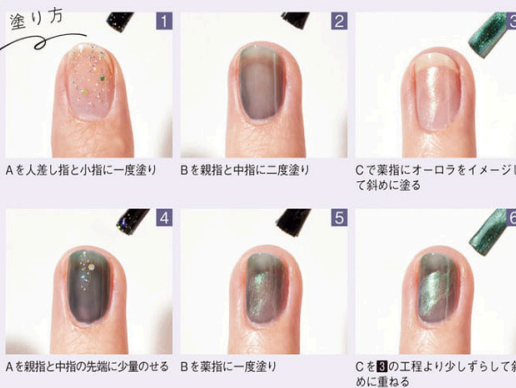 塗り方
1
2
3
Aを人差し指と小指に一度塗り
Bを親指と中指に二度塗り
Cで薬指にオーロラをイメージし
て斜めに塗る
4
5
6
Aを親指と中指の先端に少量のせる
Bを薬指に一度塗り
Cを3の工程より少しずらして斜
めに重ねる